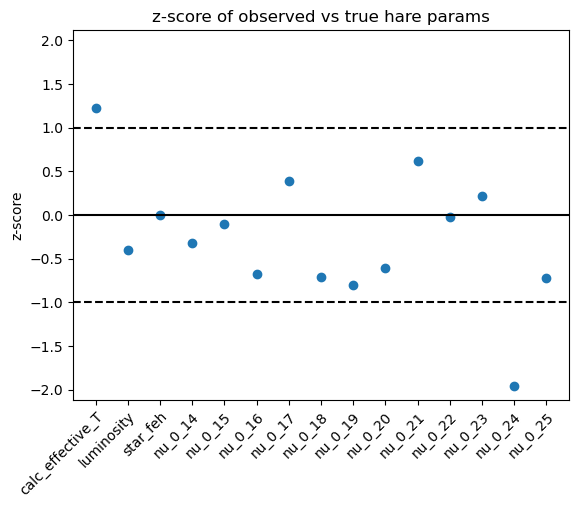 z-score of observed vs true hare params
2.0
1.5
1.0
0.5
0.0
−0.5
−1.0
−1.5
−2.0
z-score
calc_effective_T
luminosity
star_feh
nu_0_14
nu_0_15
nu_0_16
nu_0_17
nu_0_18
nu_0_19
nu_0_20
nu_0_21
nu_0_22
nu_0_23
nu_0_24
nu_0_25